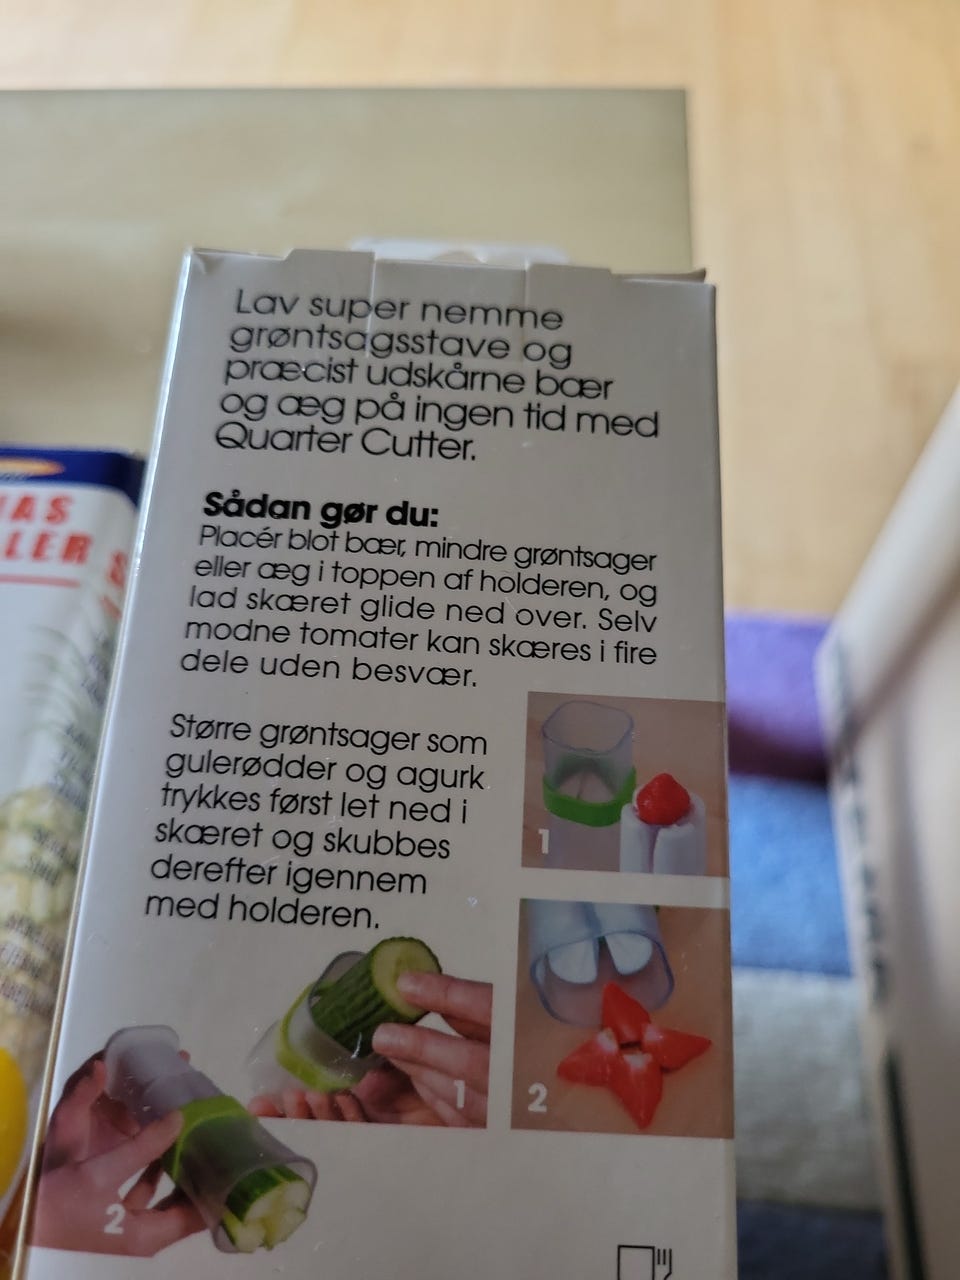 Lav super nemme
grøntsagsstave og
præcist udskårne bær
og æg på ingen tid med
Quarter Cutter.
Sådan gør du:
Placér blot bær, mindre grøntsager
eller æg i toppen af holderen, og
lad skæret glide ned over. Selv
modne tomater kan skæres i fire
dele uden besvær.
Større grøntsager som
gulerødder og agurk
trykkes først let ned i
skæret og skubbes
derefter igennem
med holderen.
1
2
1
2